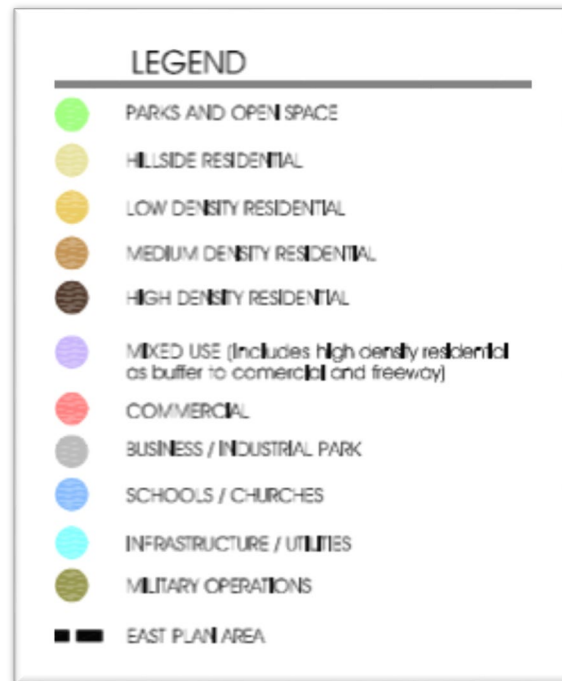 LEGEND
PARKS AND OPEN SPACE
HILLSIDE RESIDENTIAL
LOW DENSITY RESIDENTIAL
MEDIUM DENSITY RESIDENTIAL
HIGH DENSITY RESIDENTIAL
MIXED USE (Includes high density residential
as buffer to comercial and freeway)
COMMERCIAL
BUSINESS / INDUSTRIAL PARK
SCHOOLS / CHURCHES
INFRASTRUCTURE / UTILITIES
MILITARY OPERATIONS
EAST PLAN AREA